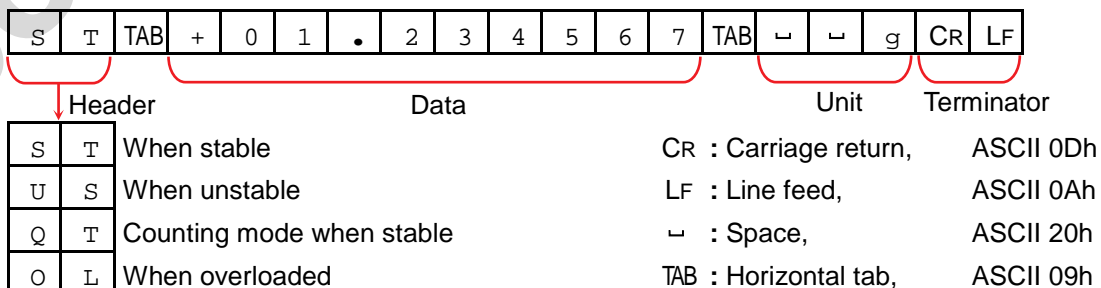 S T TAB + 0 1 . 2 3 4 5 6 7 TAB ␣ ␣ g CR LF
Header Data Unit Terminator
S T When stable CR : Carriage return, ASCII 0Dh
U S When unstable LF : Line feed, ASCII 0Ah
Q T Counting mode when stable ␣ : Space, ASCII 20h
O L When overloaded TAB : Horizontal tab, ASCII 09h